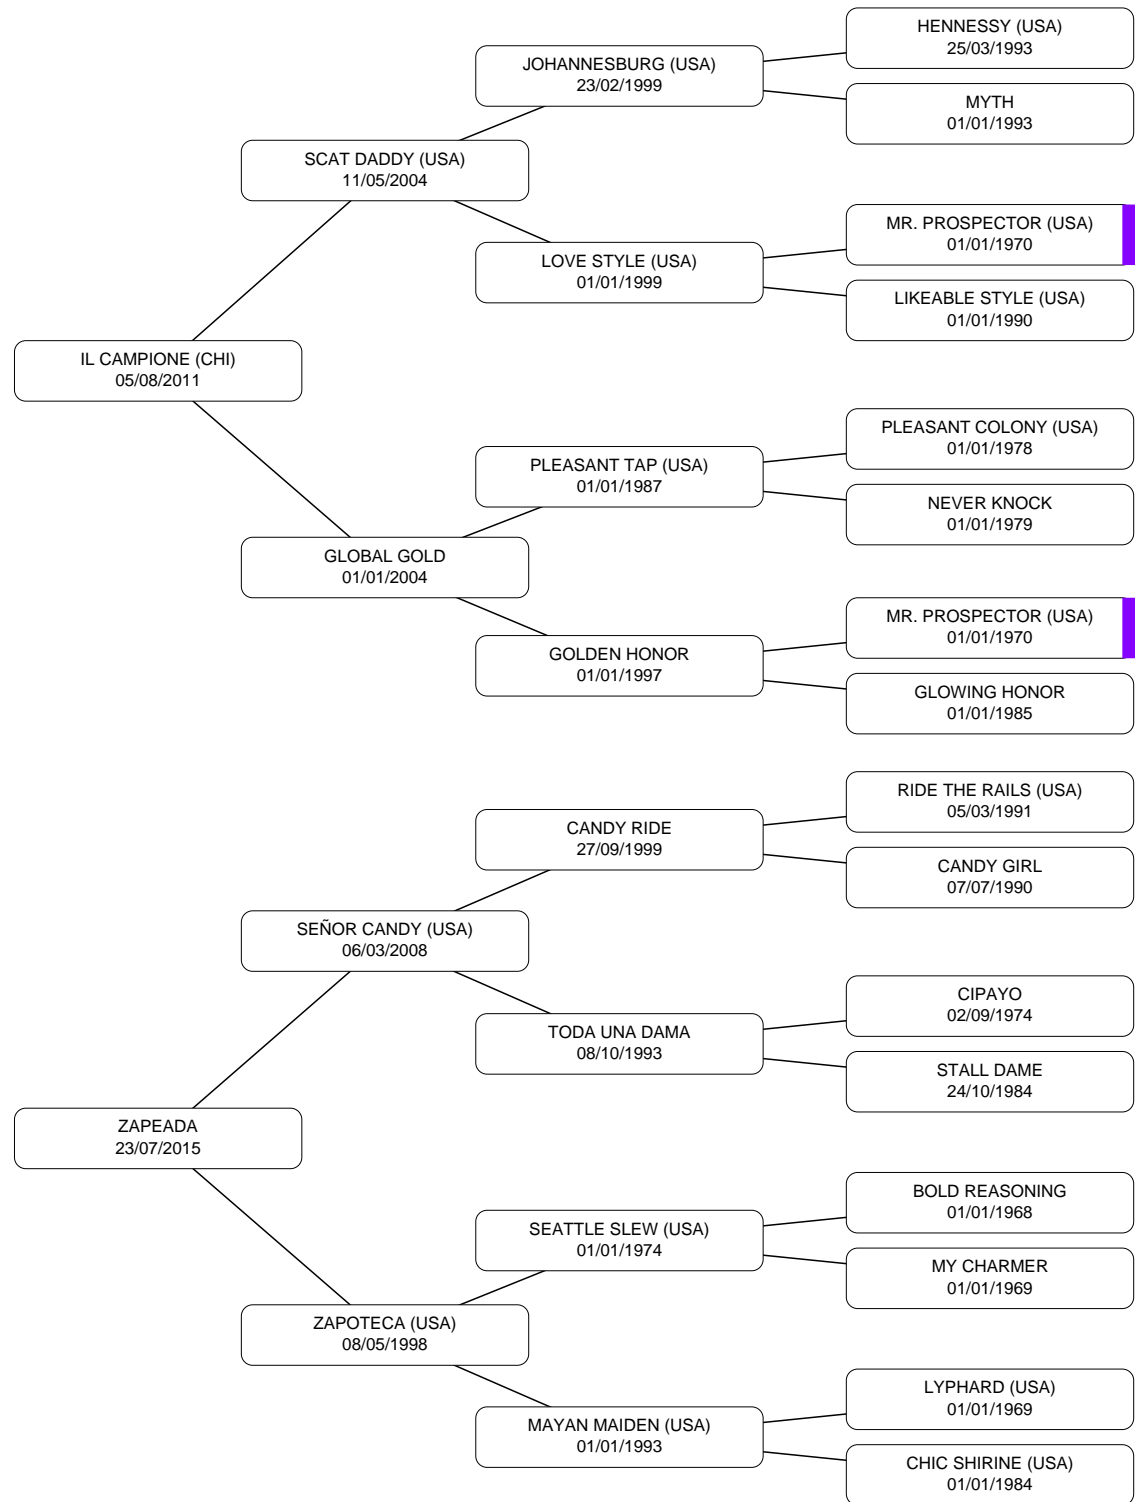 HENNESSY (USA)
25/03/1993
JOHANNESBURG (USA)
23/02/1999
MYTH
01/01/1993
SCAT DADDY (USA)
11/05/2004
MR. PROSPECTOR (USA)
01/01/1970
LOVE STYLE (USA)
01/01/1999
LIKEABLE STYLE (USA)
01/01/1990
IL CAMPIONE (CHI)
05/08/2011
PLEASANT COLONY (USA)
01/01/1978
PLEASANT TAP (USA)
01/01/1987
NEVER KNOCK
01/01/1979
GLOBAL GOLD
01/01/2004
MR. PROSPECTOR (USA)
01/01/1970
GOLDEN HONOR
01/01/1997
GLOWING HONOR
01/01/1985
RIDE THE RAILS (USA)
05/03/1991
CANDY RIDE
27/09/1999
CANDY GIRL
07/07/1990
SEÑOR CANDY (USA)
06/03/2008
CIPAYO
02/09/1974
TODA UNA DAMA
08/10/1993
STALL DAME
24/10/1984
ZAPEADA
23/07/2015
BOLD REASONING
01/01/1968
SEATTLE SLEW (USA)
01/01/1974
MY CHARMER
01/01/1969
ZAPOTECA (USA)
08/05/1998
LYPHARD (USA)
01/01/1969
MAYAN MAIDEN (USA)
01/01/1993
CHIC SHIRINE (USA)
01/01/1984